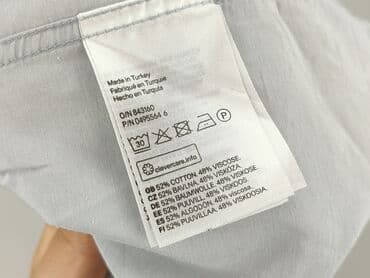 Made in Turkey
Fabriqué en Turquie
Hecho en Turquía
O/N 843160
P/N 0495564 6
30 P
clevercare.info
GB 52% COTTON, 48% VISCOSE.
CZ 52% BAVLNA, 48% VISKÓZA.
DE 52% BAUMWOLLE, 48% VISKOSE.
EE 52% PUUVILL, 48% VISKOOS.
ES 52% ALGODÓN, 48% viscosa
FI 52% PUUVILLAA, 48% VISKOOSIA.